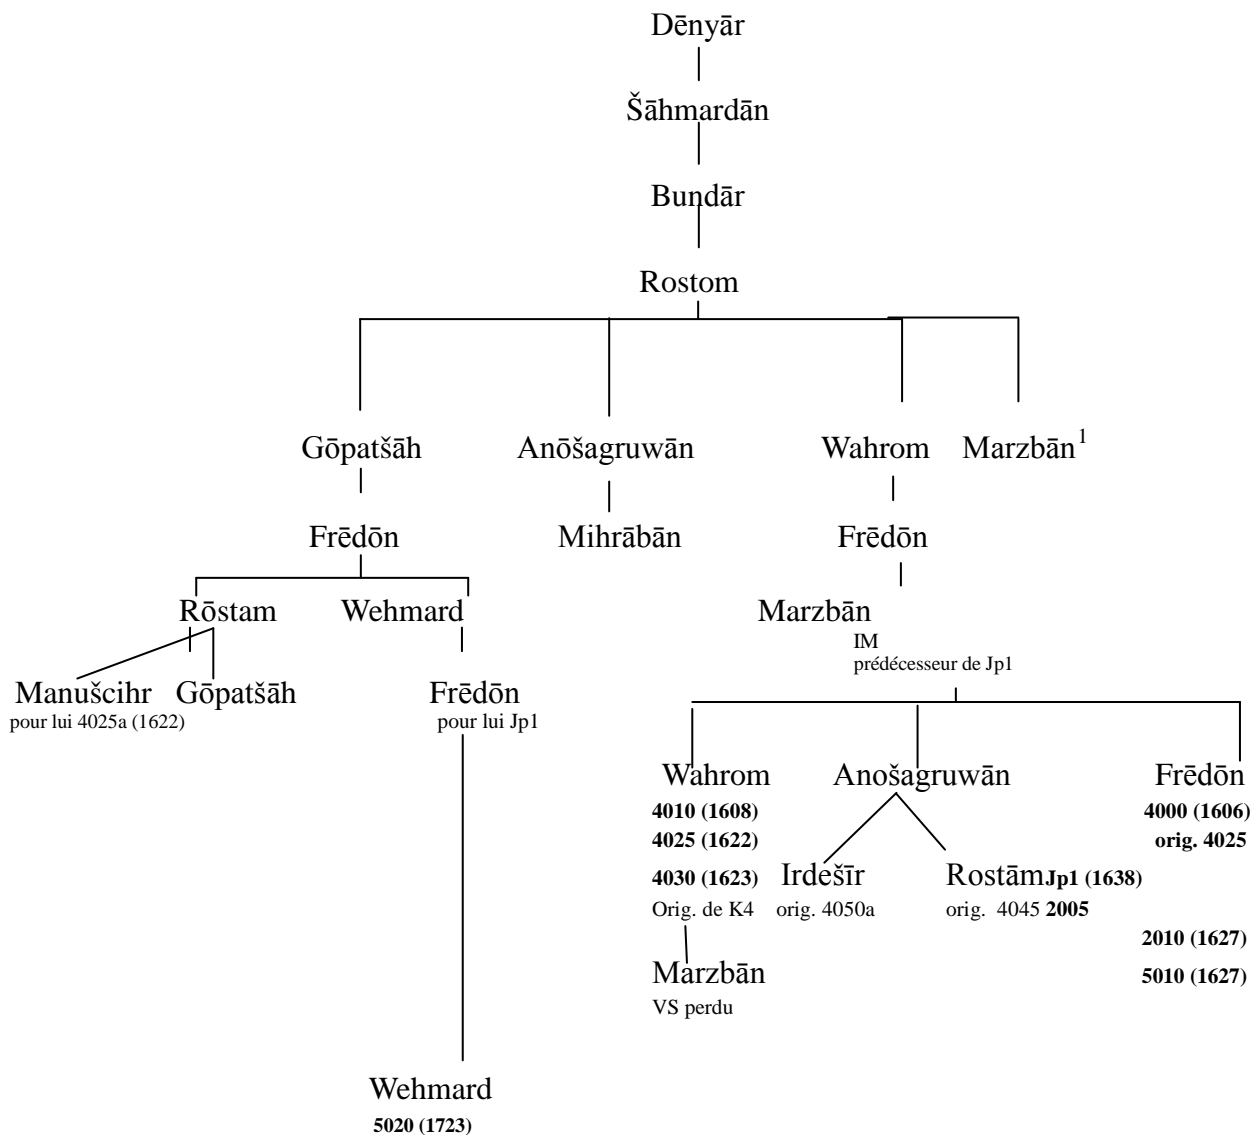 Dēnyār
Šāhmardān
Bundār
Rostom
Gōpatšāh Anōšagruwān Wahrom Marzbān¹
Frēdōn Mihrābān Frēdōn
Rōstam Wehmard Marzbān
IM
prédécesseur de Jp1
Manušcihr Gōpatšāh Frēdōn
pour lui 4025a (1622) pour lui Jp1
Wahrom Anošagruwān Frēdōn
4010 (1608) 4000 (1606)
4025 (1622) orig. 4025
4030 (1623) Irdešīr Rostām Jp1 (1638)
Orig. de K4 orig. 4050a orig. 4045 2005
2010 (1627)
Marzbān 5010 (1627)
VS perdu
Wehmard
5020 (1723)